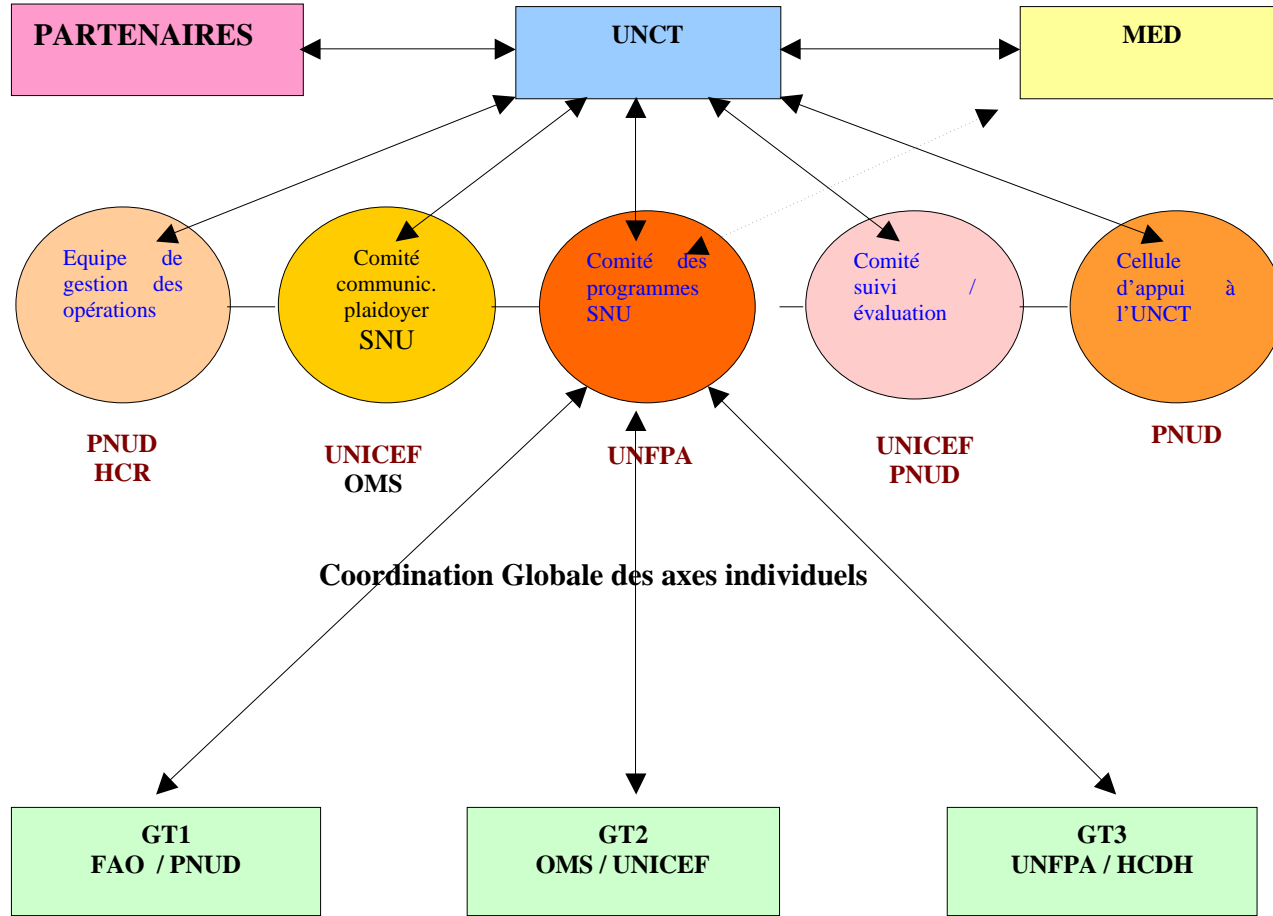 PARTENAIRES
UNCT
MED
Equipe de
gestion des
opérations
Comité
communic.
plaidoyer
SNU
Comité des
programmes
SNU
Comité
suivi /
évaluation
Cellule
d’appui à
l’UNCT
PNUD
HCR
UNICEF
OMS
UNFPA
UNICEF
PNUD
PNUD
Coordination Globale des axes individuels
GT1
FAO / PNUD
GT2
OMS / UNICEF
GT3
UNFPA / HCDH